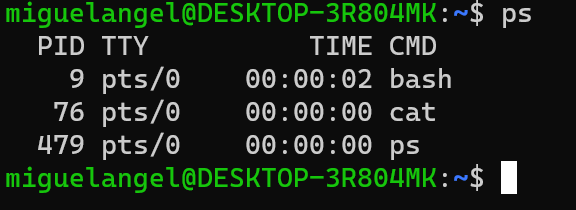 miguelangel@DESKTOP-3R804MK:~$ ps
  PID TTY          TIME CMD
    9 pts/0    00:00:02 bash
   76 pts/0    00:00:00 cat
  479 pts/0    00:00:00 ps
miguelangel@DESKTOP-3R804MK:~$